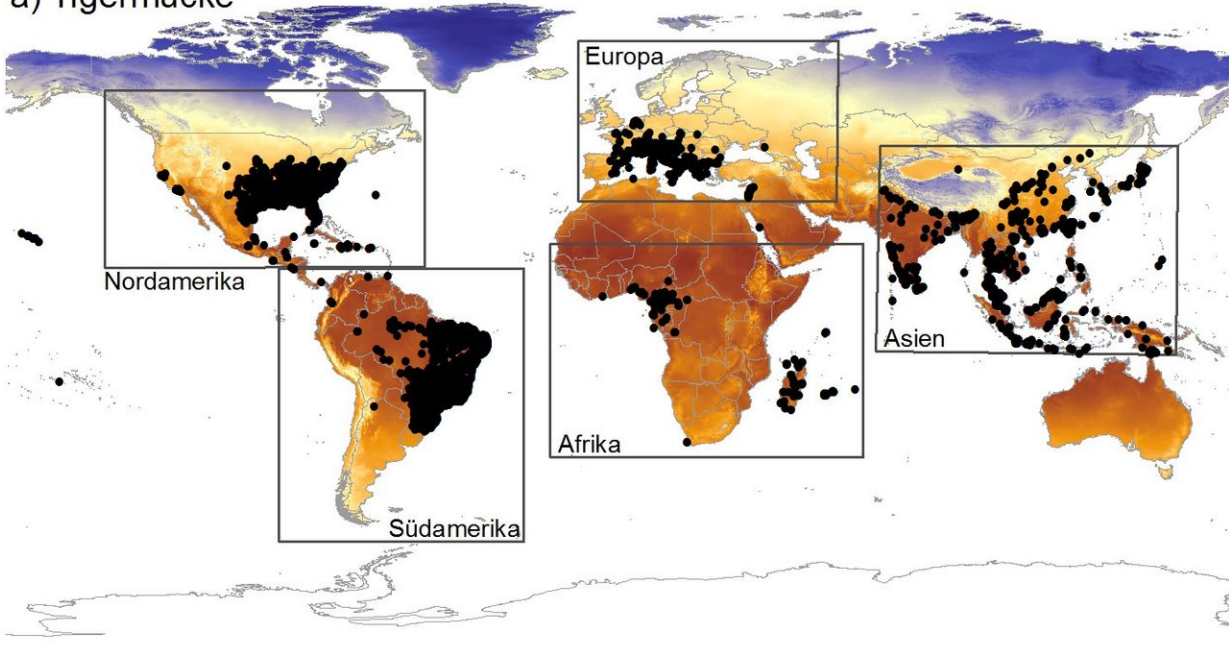 a) Tigermücke
Europa
Nordamerika
Asien
Afrika
Südamerika